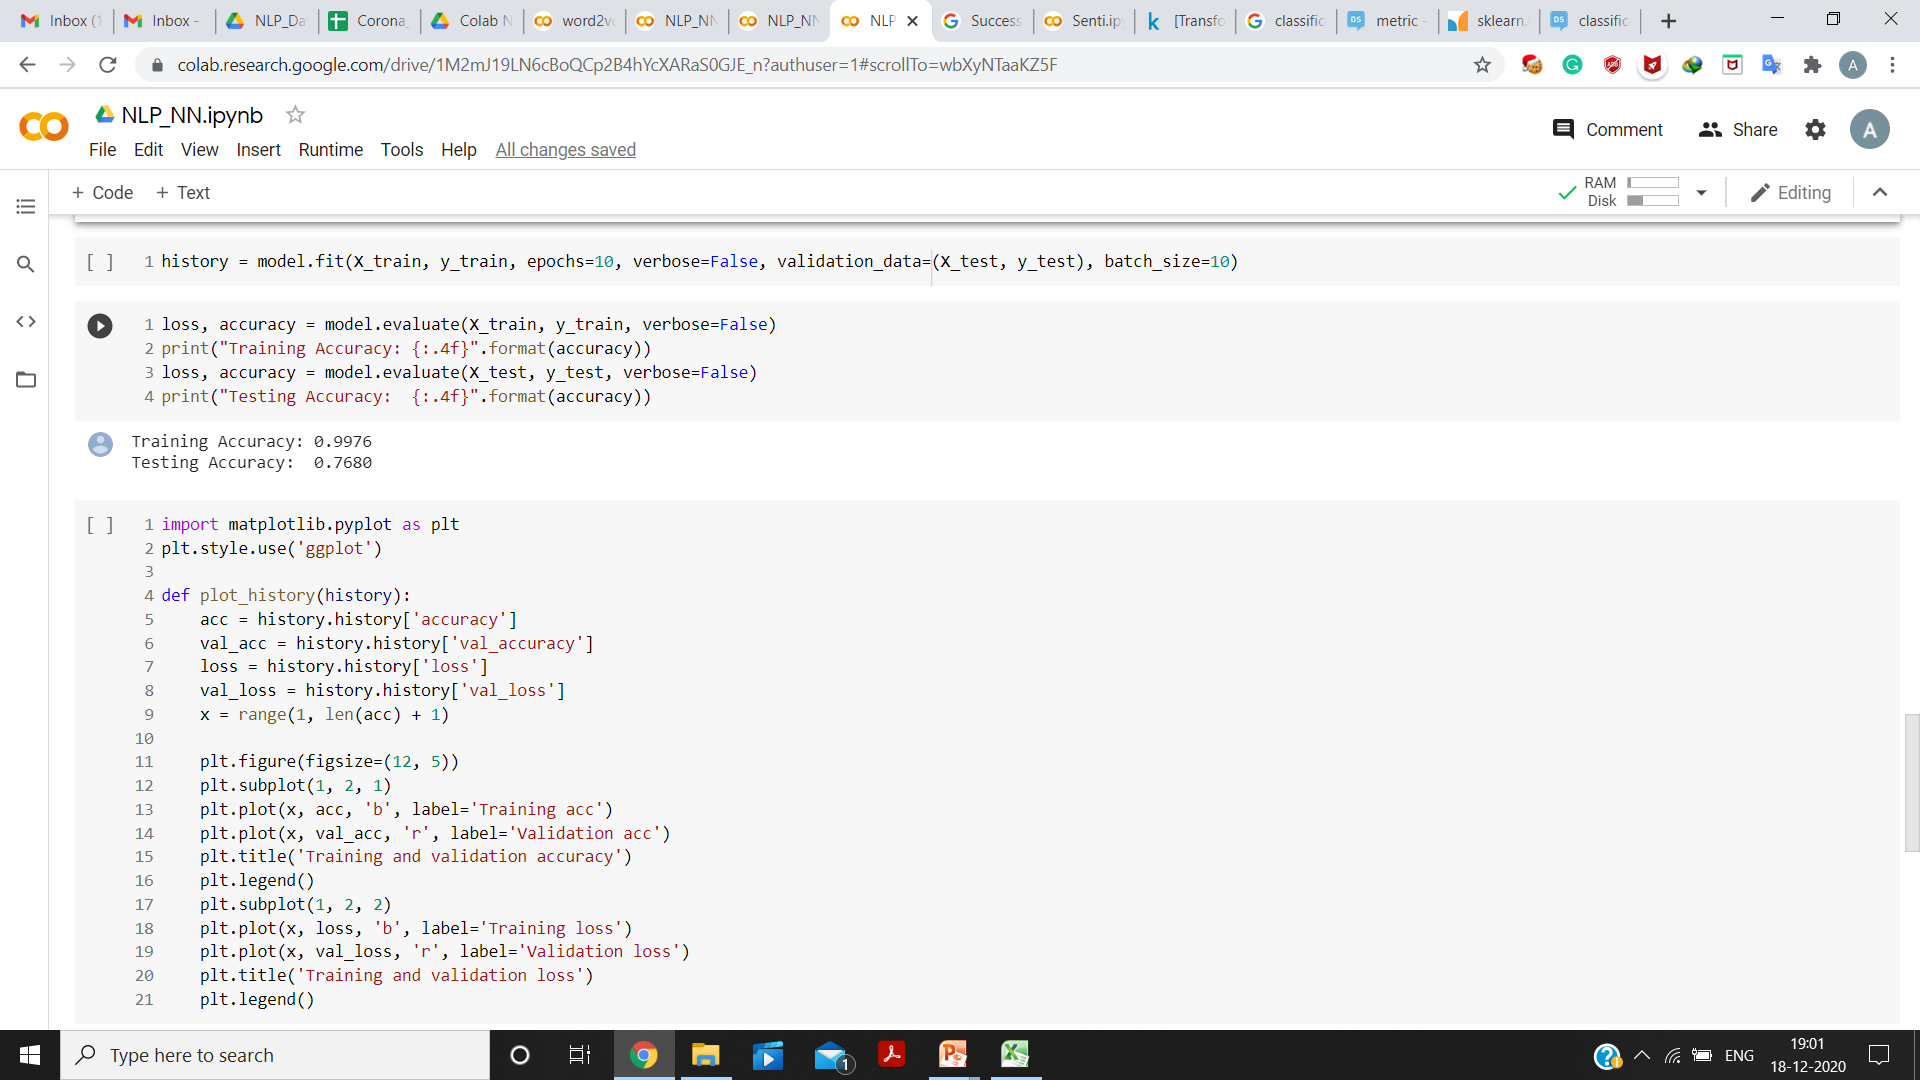 Inbox (1
Inbox -
NLP_Da
Corona_
Colab N
word2ve
NLP_NN
NLP_NN
NLP
Success
Senti.ip
[Transfo
classific
metric -
sklearn.
classific
colab.research.google.com/drive/1M2mJ19LN6cBoQCp2B4hYcXARaS0GJE_n?authuser=1#scrollTo=wbXyNTaaKZ5F
A
NLP_NN.ipynb
Comment
Share
A
File Edit View Insert Runtime Tools Help All changes saved
+ Code + Text
RAM
Disk
Editing
[ ] 1 history = model.fit(X_train, y_train, epochs=10, verbose=False, validation_data=(X_test, y_test), batch_size=10)
1 loss, accuracy = model.evaluate(X_train, y_train, verbose=False)
2 print("Training Accuracy: {:.4f}".format(accuracy))
3 loss, accuracy = model.evaluate(X_test, y_test, verbose=False)
4 print("Testing Accuracy:  {:.4f}".format(accuracy))
Training Accuracy: 0.9976
Testing Accuracy:  0.7680
[ ] 1 import matplotlib.pyplot as plt
2 plt.style.use('ggplot')
3
4 def plot_history(history):
5     acc = history.history['accuracy']
6     val_acc = history.history['val_accuracy']
7     loss = history.history['loss']
8     val_loss = history.history['val_loss']
9     x = range(1, len(acc) + 1)
10
11     plt.figure(figsize=(12, 5))
12     plt.subplot(1, 2, 1)
13     plt.plot(x, acc, 'b', label='Training acc')
14     plt.plot(x, val_acc, 'r', label='Validation acc')
15     plt.title('Training and validation accuracy')
16     plt.legend()
17     plt.subplot(1, 2, 2)
18     plt.plot(x, loss, 'b', label='Training loss')
19     plt.plot(x, val_loss, 'r', label='Validation loss')
20     plt.title('Training and validation loss')
21     plt.legend()
Type here to search
1
ENG
19:01
18-12-2020